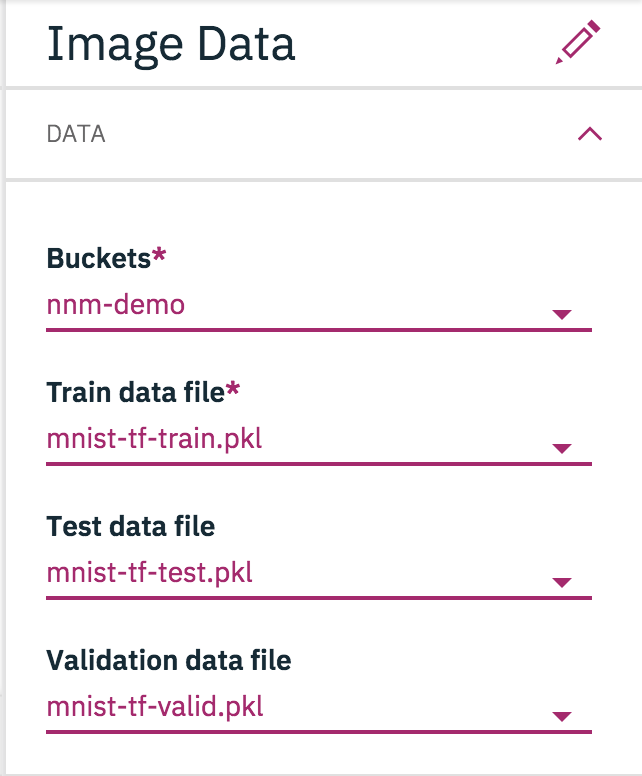 Image Data
DATA
Buckets*
nnm-demo
Train data file*
mnist-tf-train.pkl
Test data file
mnist-tf-test.pkl
Validation data file
mnist-tf-valid.pkl